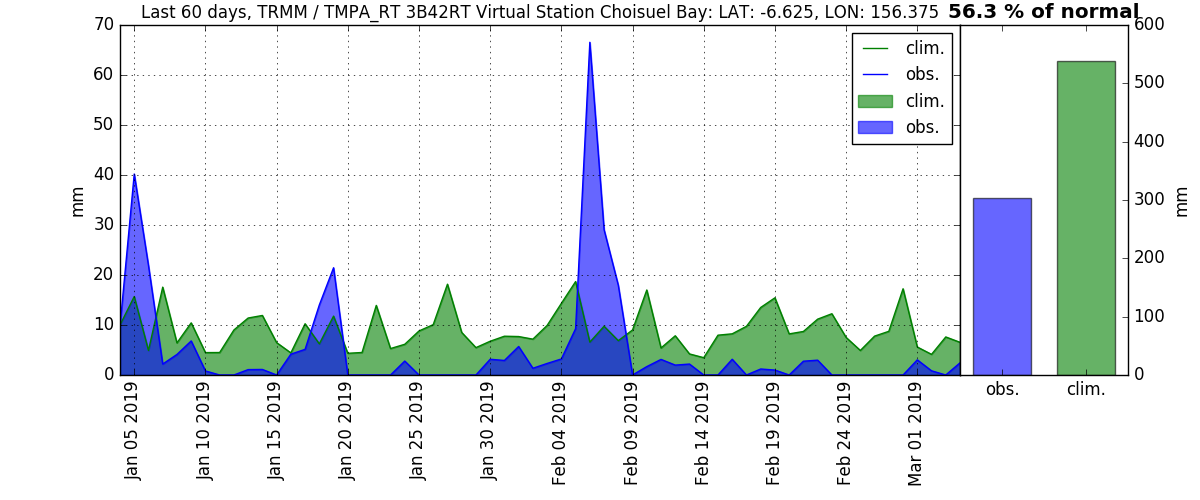 Last 60 days, TRMM / TMPA_RT 3B42RT Virtual Station Choisuel Bay: LAT: -6.625, LON: 156.375 56.3 % of normal
70
60
50
40
30
20
10
0
mm
clim.
obs.
clim.
obs.
600
500
400
300
200
100
0
mm
Jan 05 2019
Jan 10 2019
Jan 15 2019
Jan 20 2019
Jan 25 2019
Jan 30 2019
Feb 04 2019
Feb 09 2019
Feb 14 2019
Feb 19 2019
Feb 24 2019
Mar 01 2019
obs.
clim.